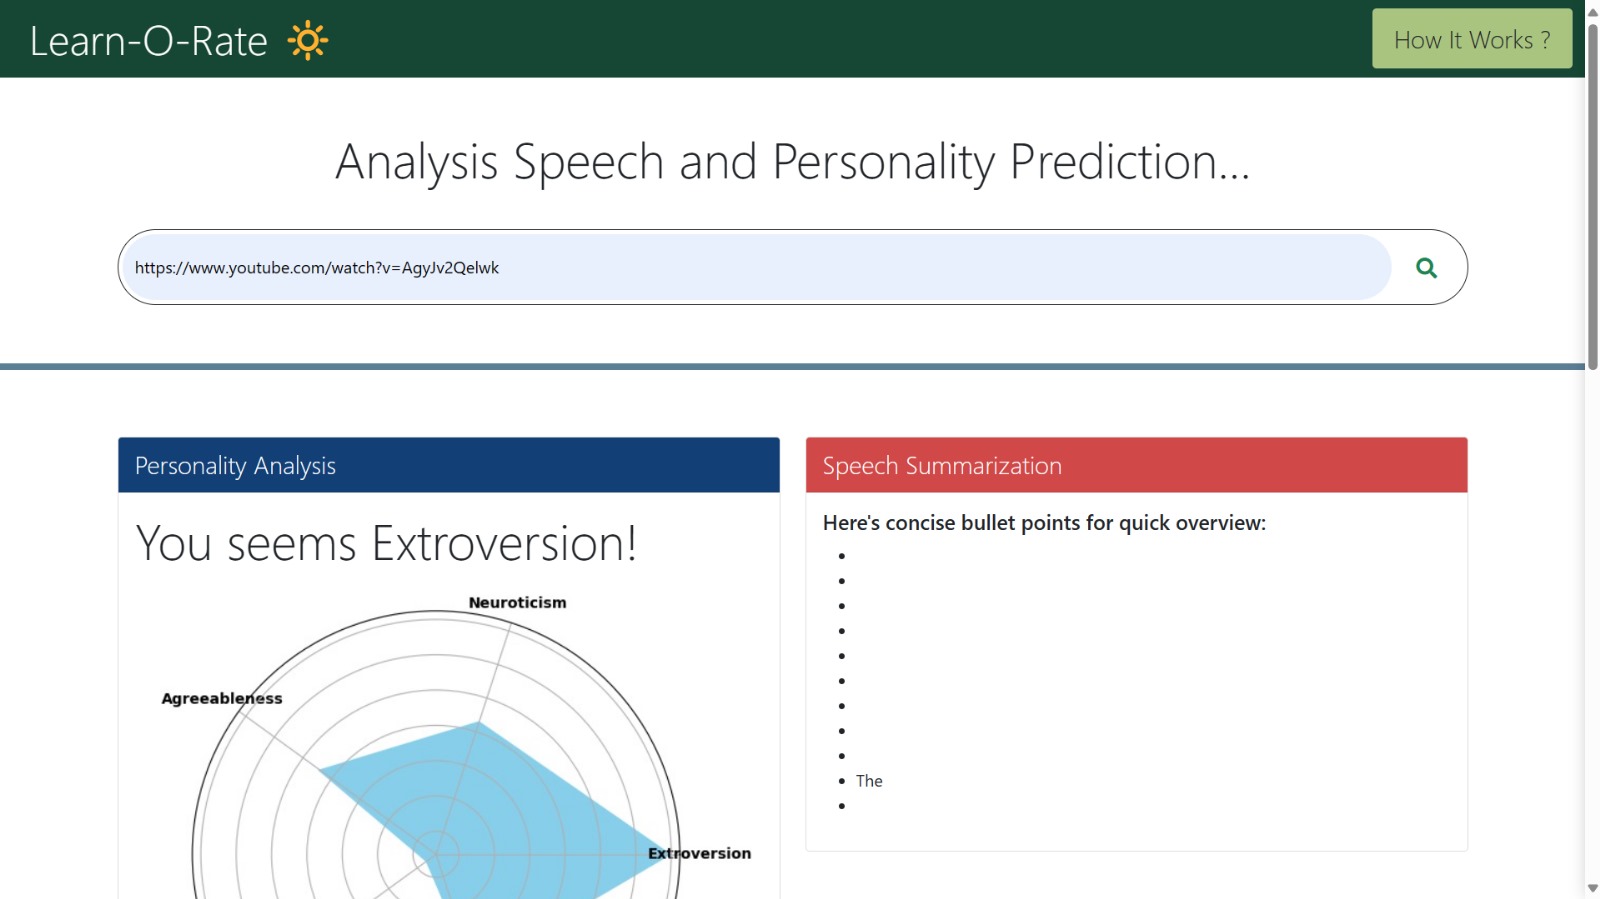 Learn-O-Rate
How It Works ?
Analysis Speech and Personality Prediction...
https://www.youtube.com/watch?v=AgyJv2Qelwk
Personality Analysis
You seems Extroversion!
Neuroticism
Agreeableness
Extroversion
Speech Summarization
Here's concise bullet points for quick overview:
The